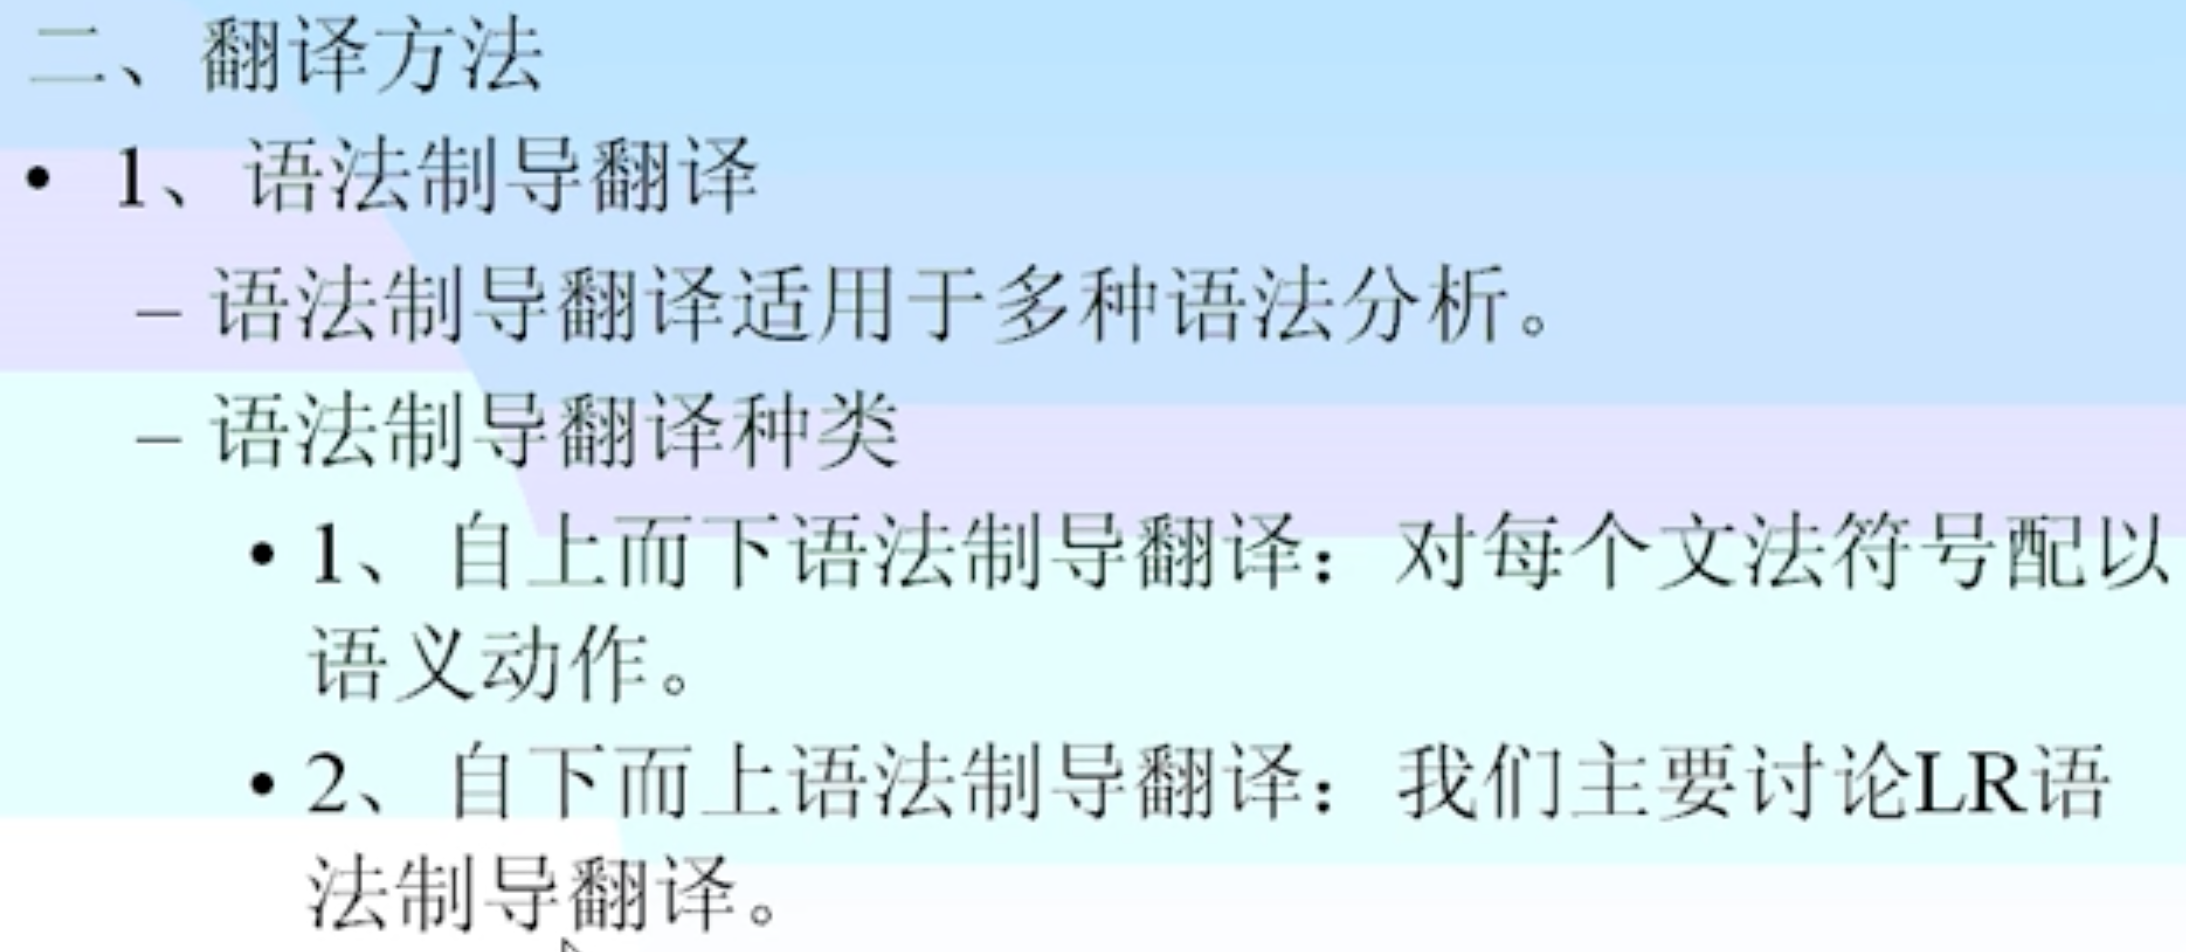 二、翻译方法
• 1、语法制导翻译
– 语法制导翻译适用于多种语法分析。
– 语法制导翻译种类
• 1、自上而下语法制导翻译：对每个文法符号配以
语义动作。
• 2、自下而上语法制导翻译：我们主要讨论LR语
法制导翻译。